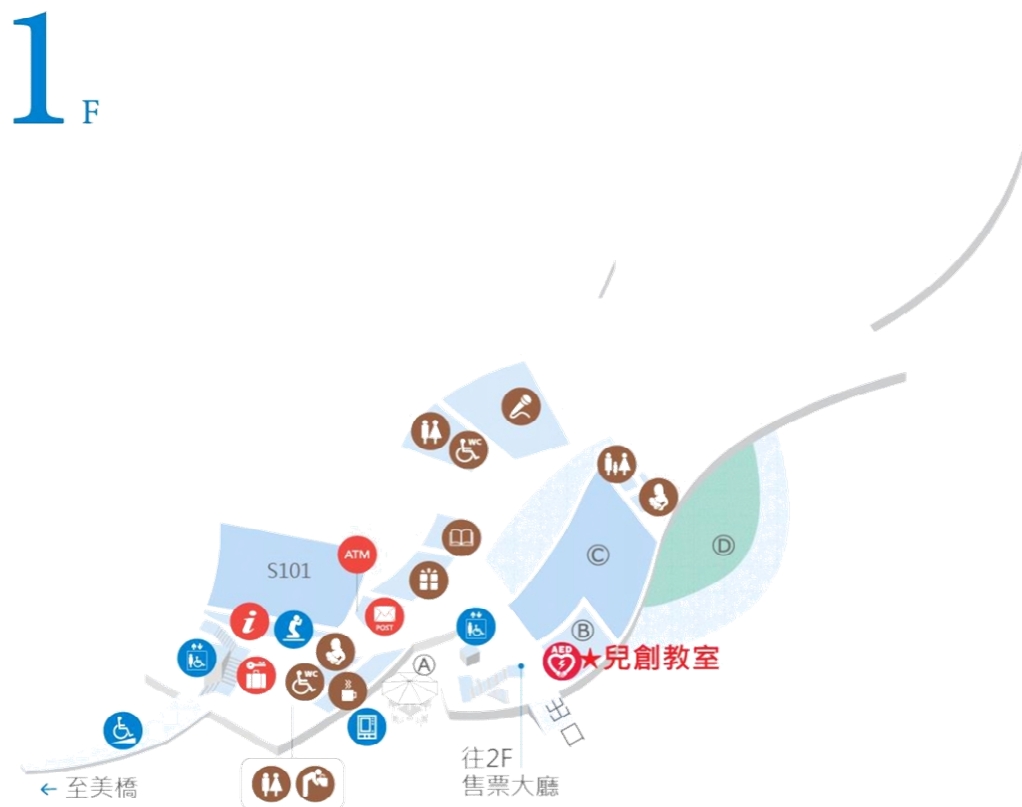 1F
WC
ATM
S101
POST
WC
Ⓒ
Ⓓ
Ⓑ
Ⓐ
AED
★兒創教室
出口
往2F
售票大廳
← 至美橋